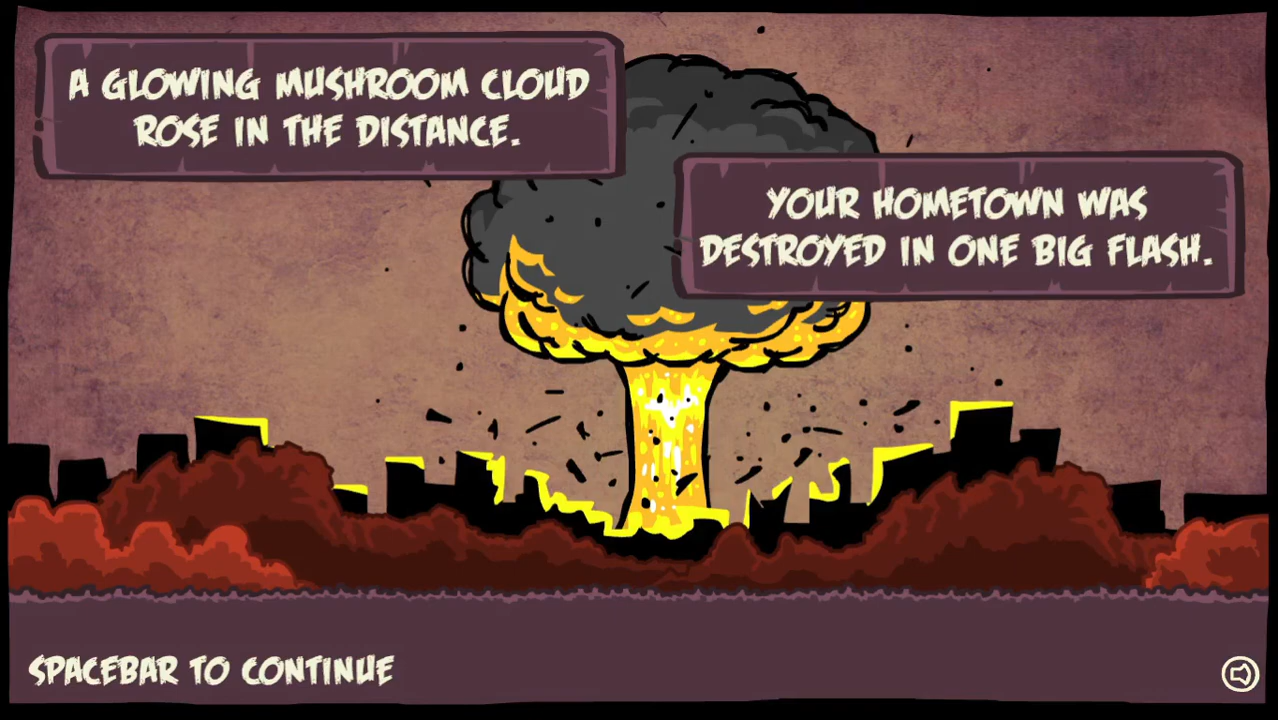 A GLOWING MUSHROOM CLOUD
ROSE IN THE DISTANCE.
YOUR HOMETOWN WAS
DESTROYED IN ONE BIG FLASH.
SPACEBAR TO CONTINUE